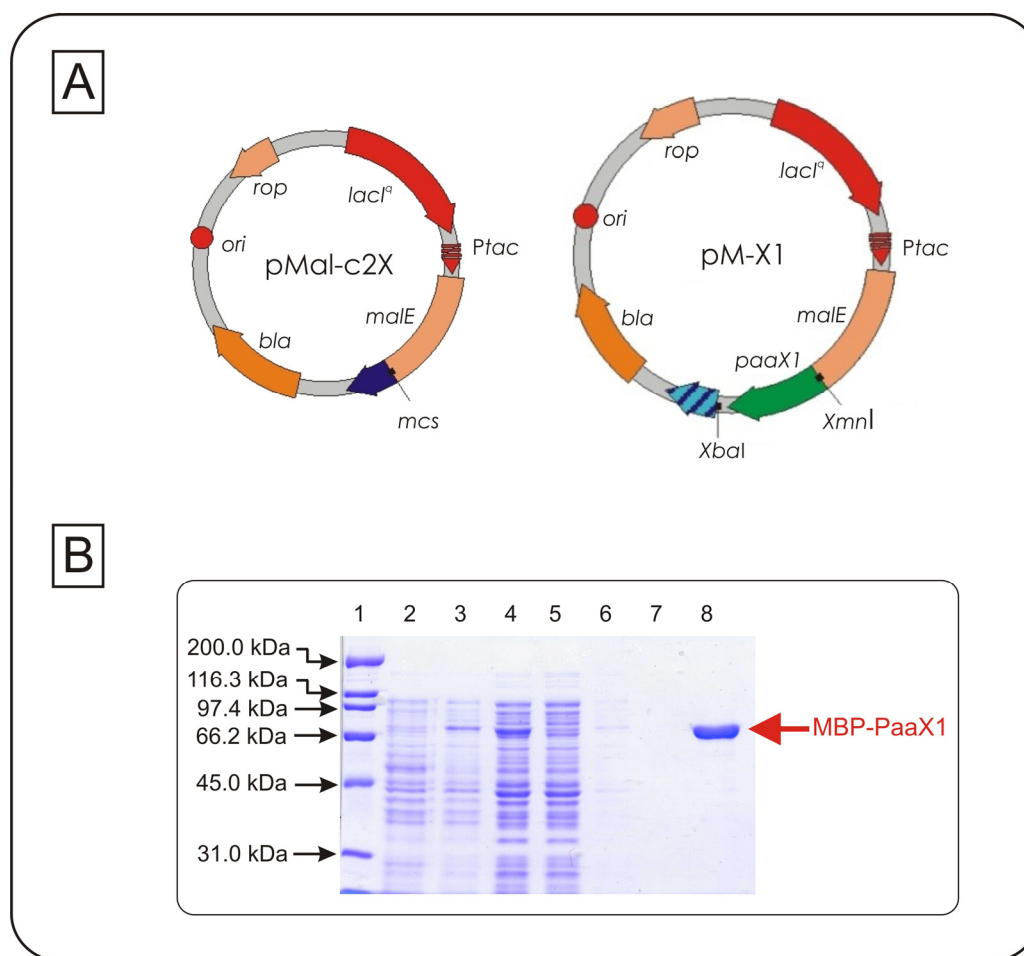 A
rop
lacIq
ori
pMal-c2X
Ptac
malE
bla
mcs
rop
lacIq
ori
pM-X1
Ptac
malE
bla
paaX1
XmnI
XbaI
B
1 2 3 4 5 6 7 8
200.0 kDa
116.3 kDa
97.4 kDa
66.2 kDa
45.0 kDa
31.0 kDa
MBP-PaaX1